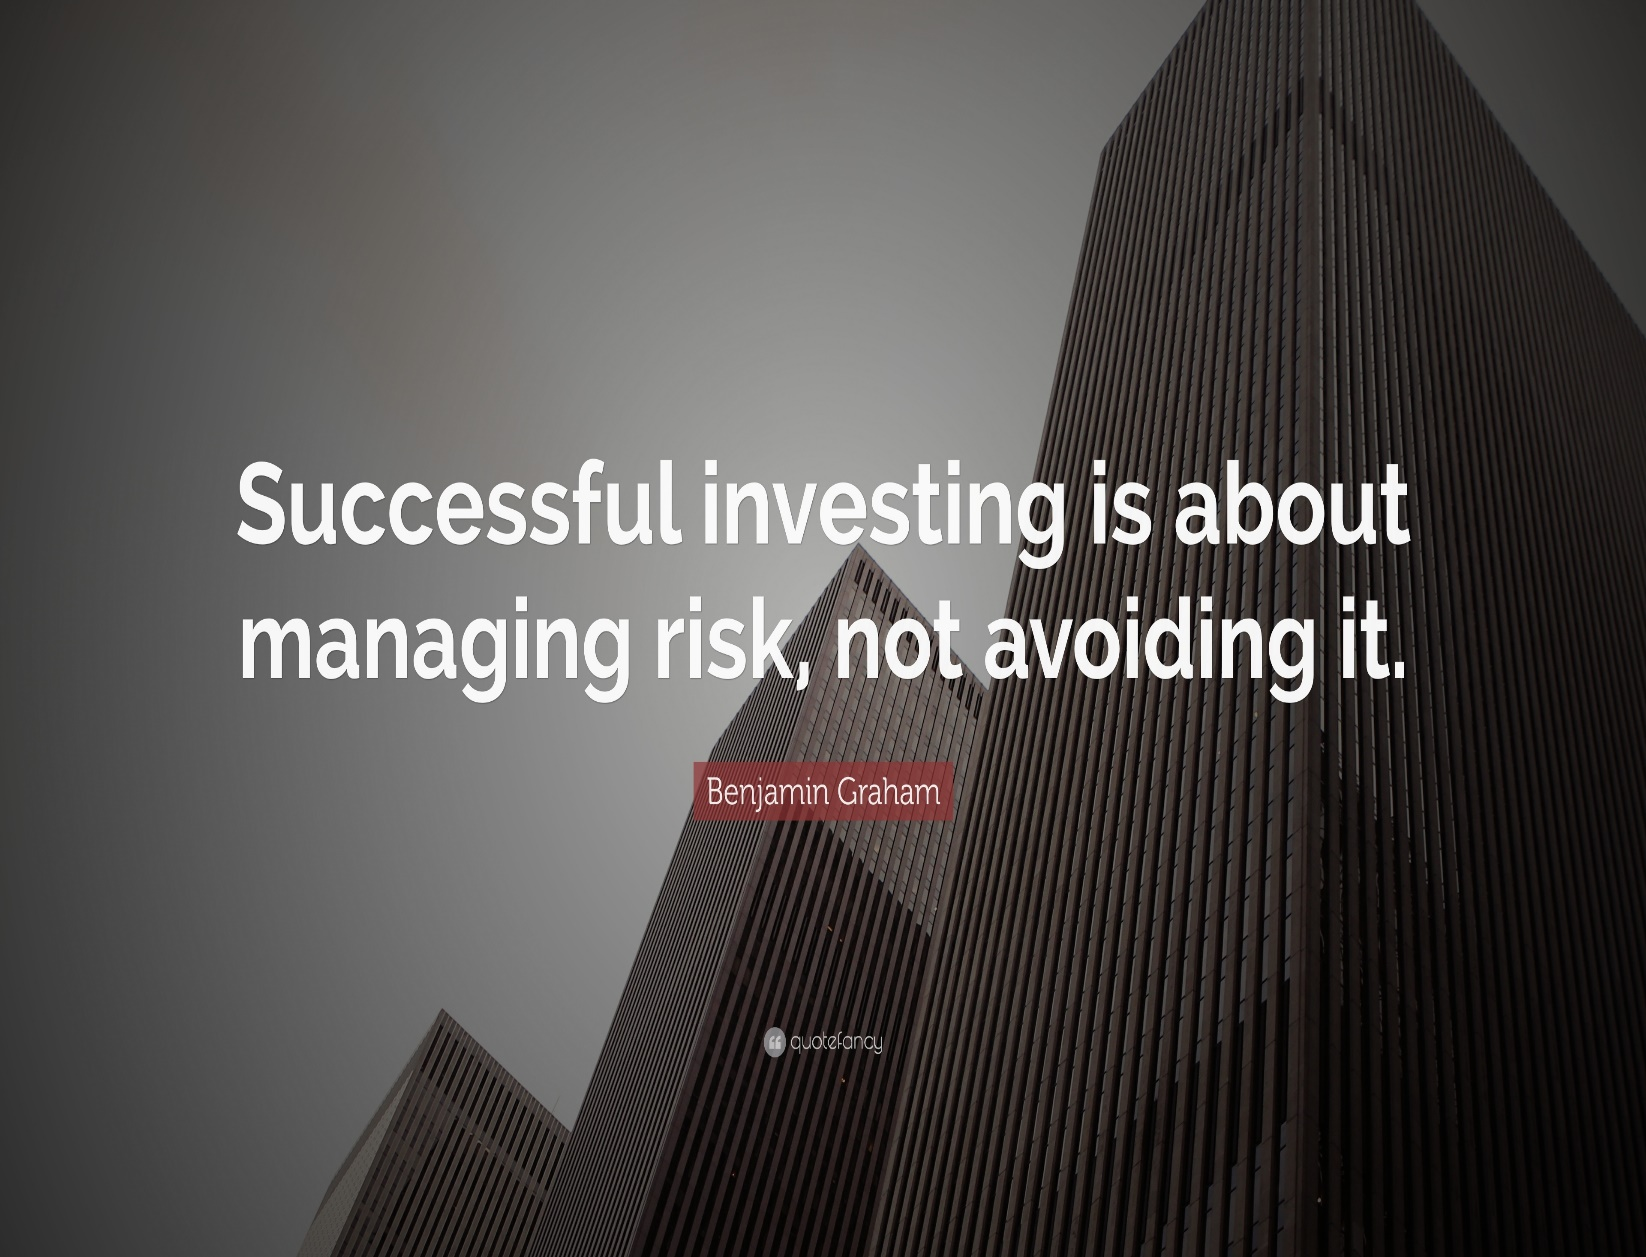 Successful investing is about
managing risk, not avoiding it.
Benjamin Graham
quotefancy